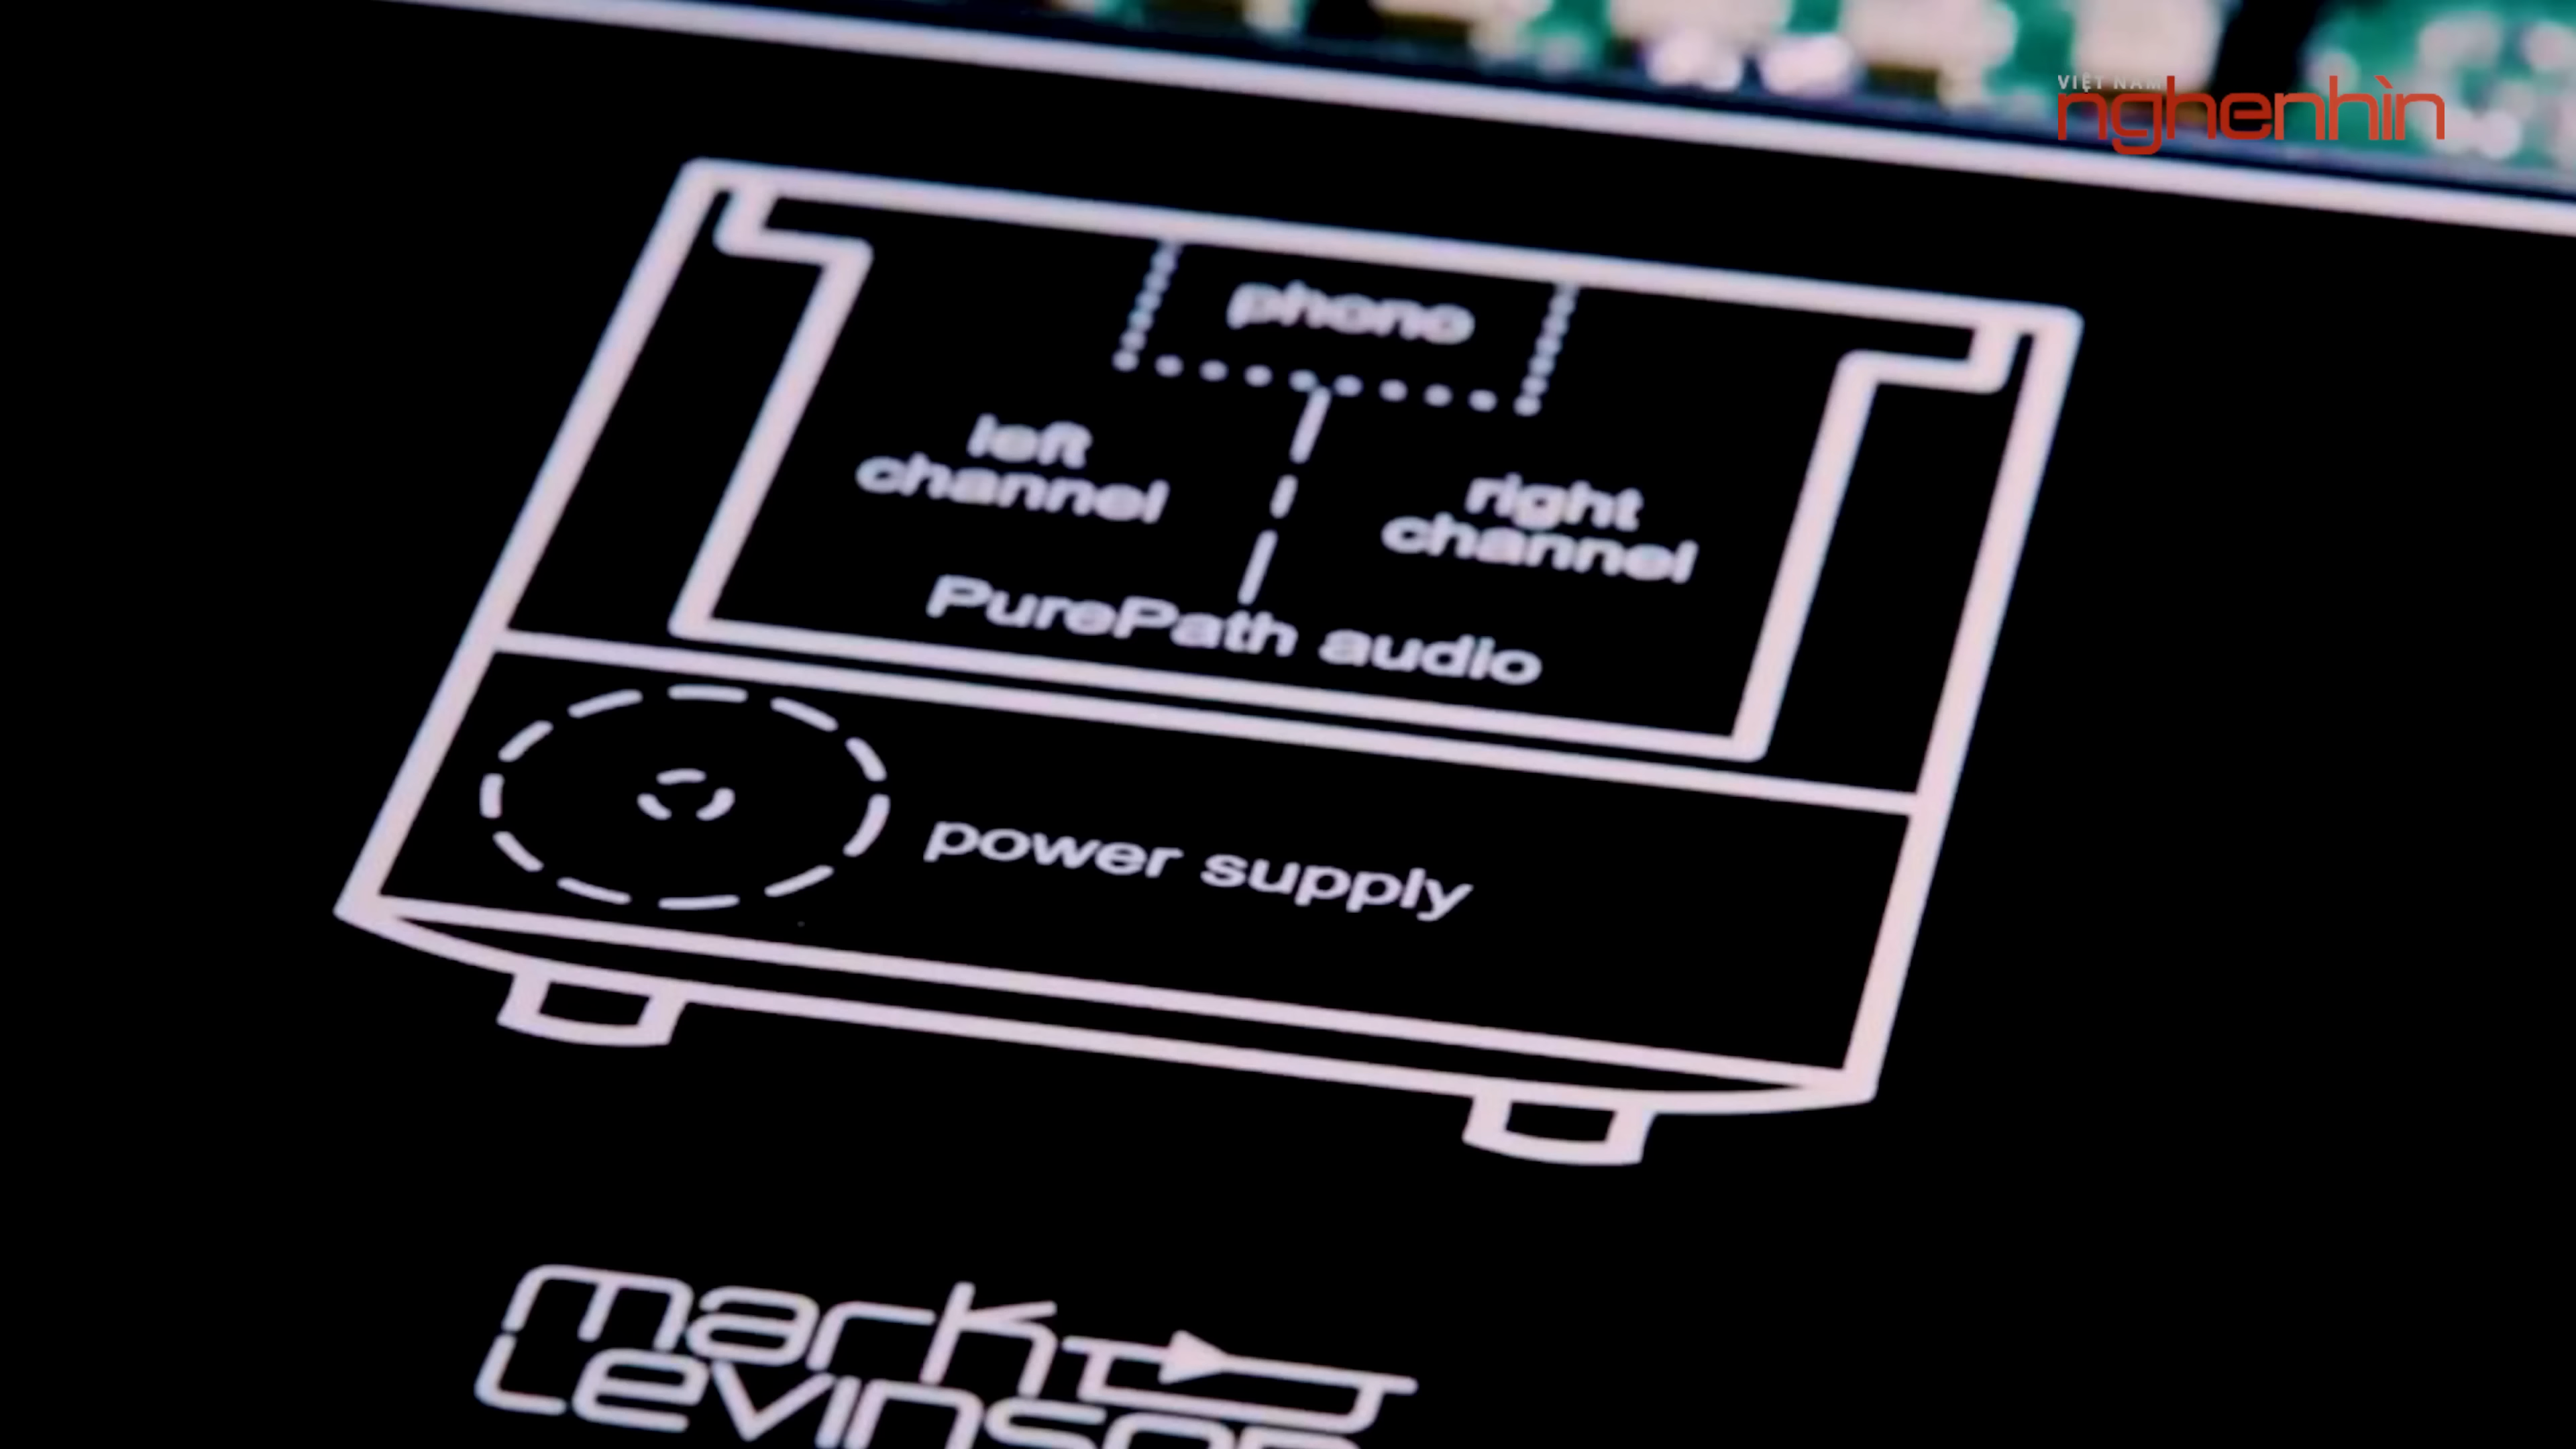 VIỆT NAM
nghenhìn
phono
left
channel
right
channel
PurePath audio
power supply
mark
Levinson